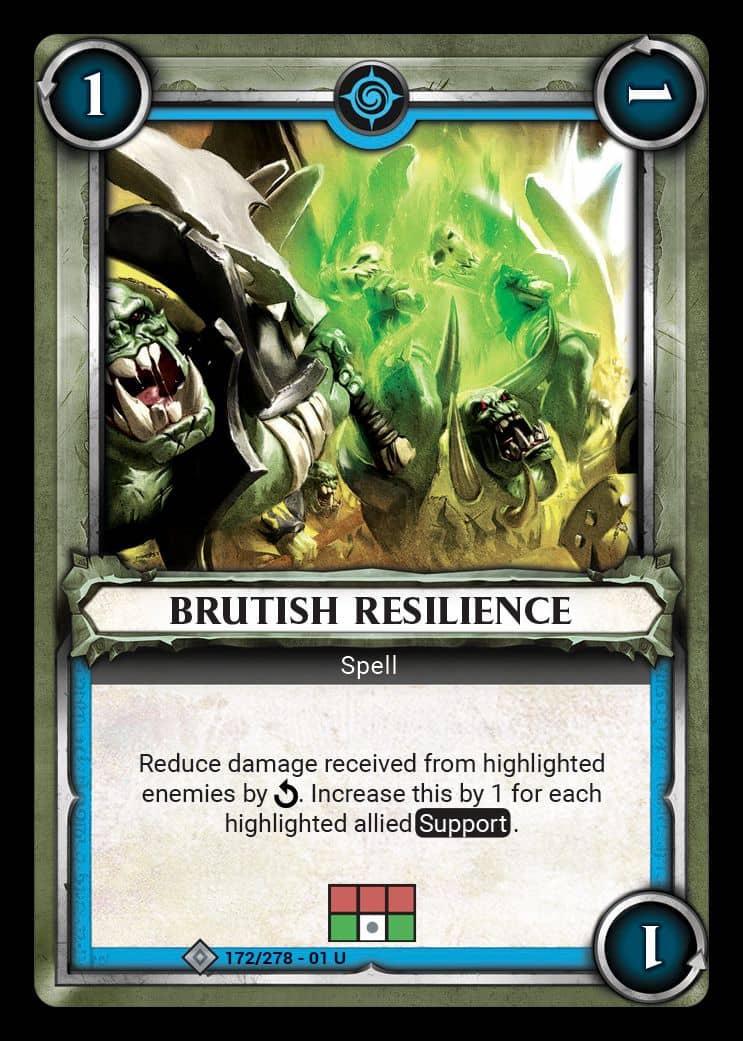 1
1
BRUTISH RESILIENCE
Spell
Reduce damage received from highlighted
enemies by . Increase this by 1 for each
highlighted allied Support.
172/278 - 01 U
1